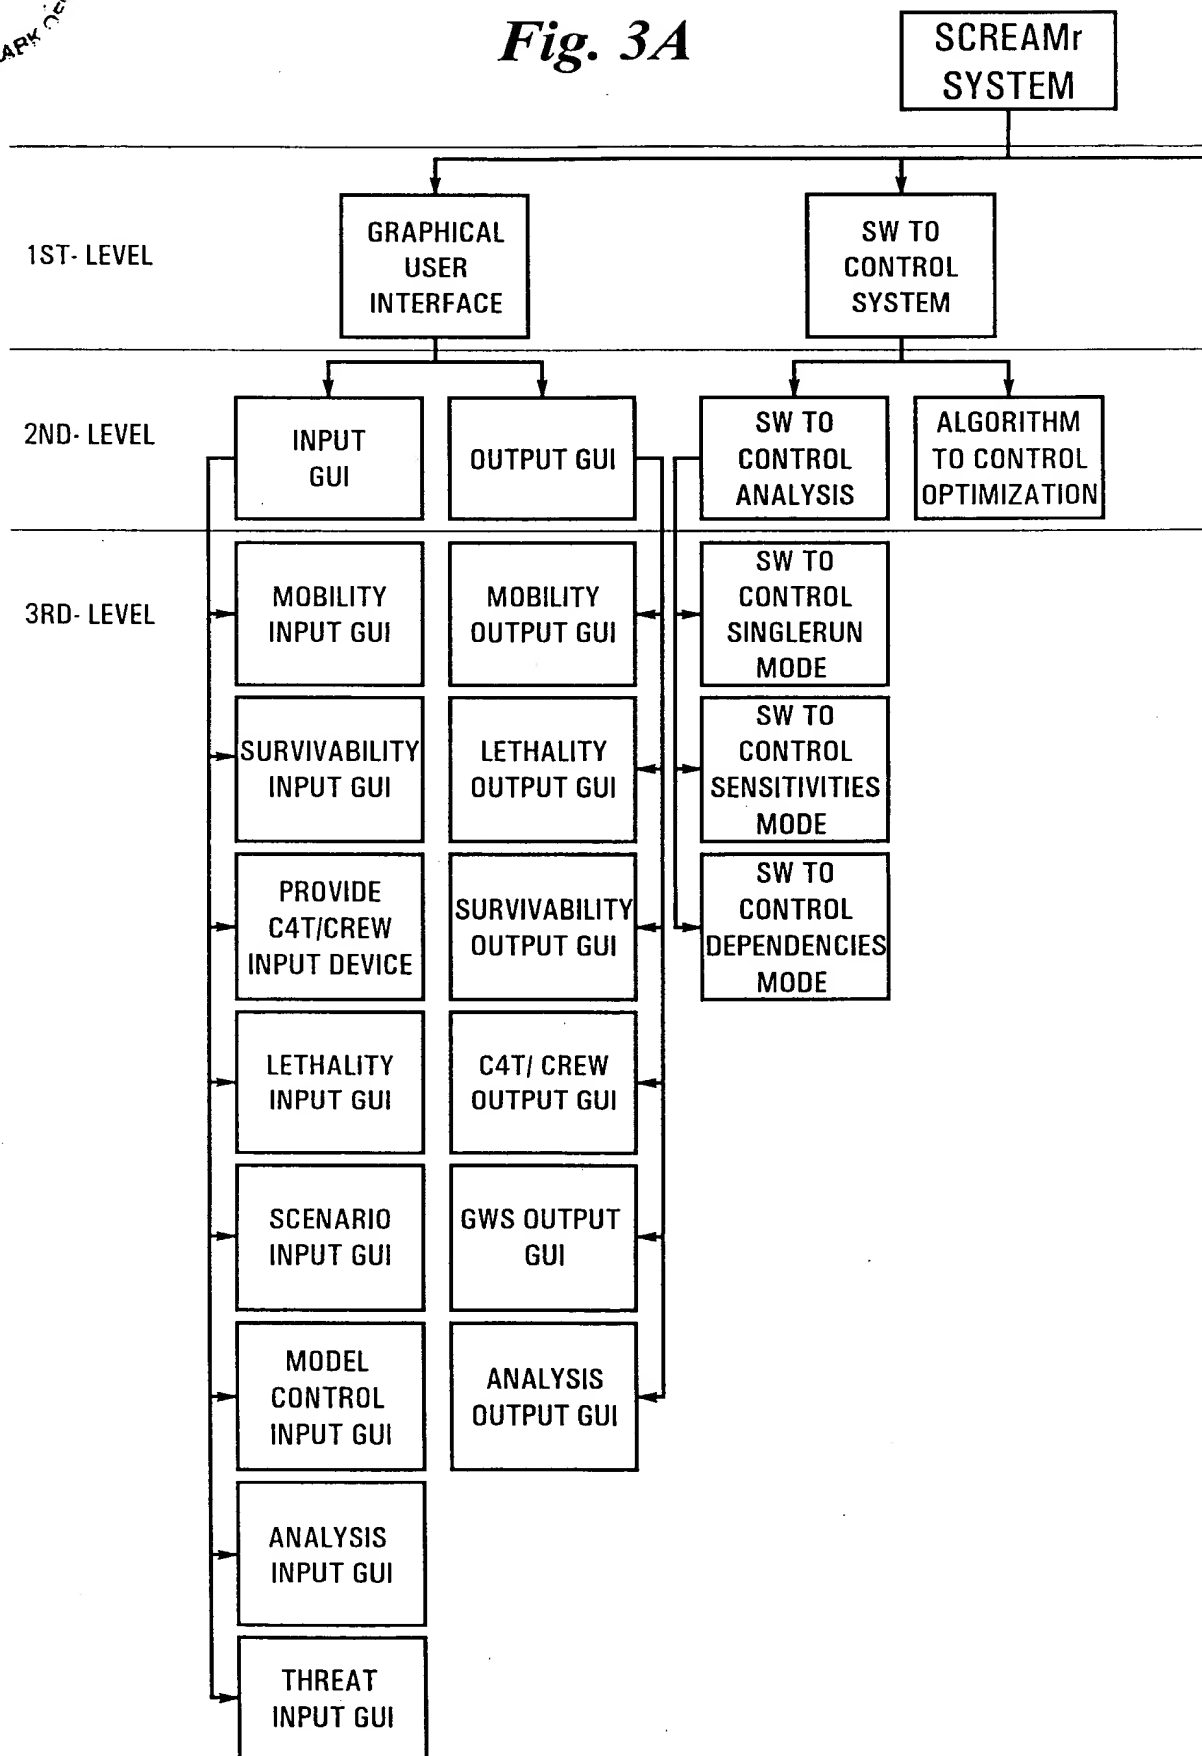 Fig. 3A
SCREAMr
SYSTEM
1ST- LEVEL
GRAPHICAL
USER
INTERFACE
SW TO
CONTROL
SYSTEM
2ND- LEVEL
INPUT
GUI
OUTPUT GUI
SW TO
CONTROL
ANALYSIS
ALGORITHM
TO CONTROL
OPTIMIZATION
3RD- LEVEL
MOBILITY
INPUT GUI
MOBILITY
OUTPUT GUI
SW TO
CONTROL
SINGLERUN
MODE
SURVIVABILITY
INPUT GUI
LETHALITY
OUTPUT GUI
SW TO
CONTROL
SENSITIVITIES
MODE
PROVIDE
C4T/CREW
INPUT DEVICE
SURVIVABILITY
OUTPUT GUI
SW TO
CONTROL
DEPENDENCIES
MODE
LETHALITY
INPUT GUI
C4T/ CREW
OUTPUT GUI
SCENARIO
INPUT GUI
GWS OUTPUT
GUI
MODEL
CONTROL
INPUT GUI
ANALYSIS
OUTPUT GUI
ANALYSIS
INPUT GUI
THREAT
INPUT GUI